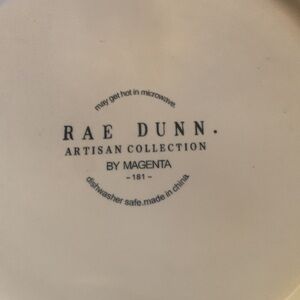 may get hot in microwave.
RAE DUNN.
ARTISAN COLLECTION
BY MAGENTA
- 181 -
dishwasher safe.made in china.